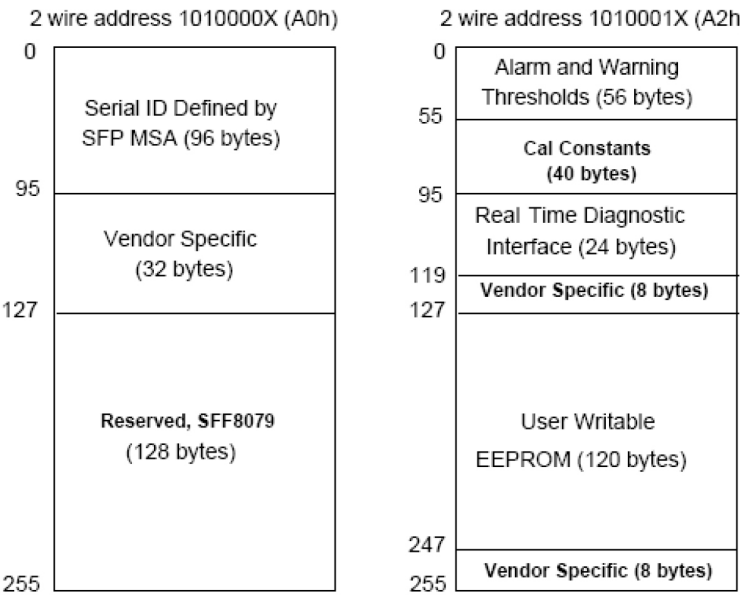 2 wire address 1010000X (A0h)
0
Serial ID Defined by
SFP MSA (96 bytes)
95
Vendor Specific
(32 bytes)
127
Reserved, SFF8079
(128 bytes)
255
2 wire address 1010001X (A2h
0
Alarm and Warning
Thresholds (56 bytes)
55
Cal Constants
(40 bytes)
95
Real Time Diagnostic
Interface (24 bytes)
119
Vendor Specific (8 bytes)
127
User Writable
EEPROM (120 bytes)
247
Vendor Specific (8 bytes)
255